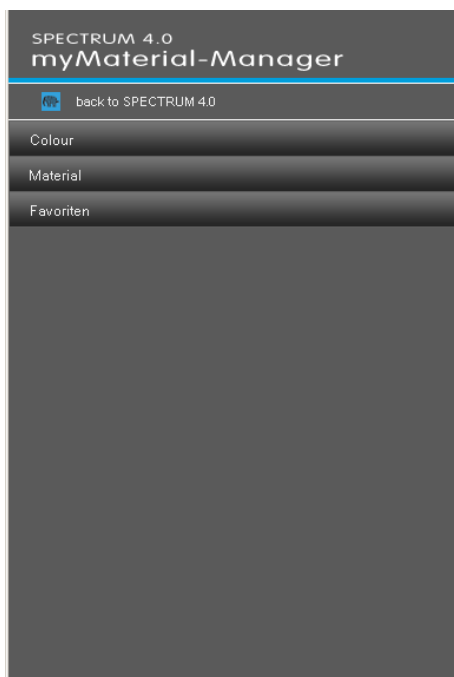 SPECTRUM 4.0
myMaterial-Manager
back to SPECTRUM 4.0
Colour
Material
Favoriten